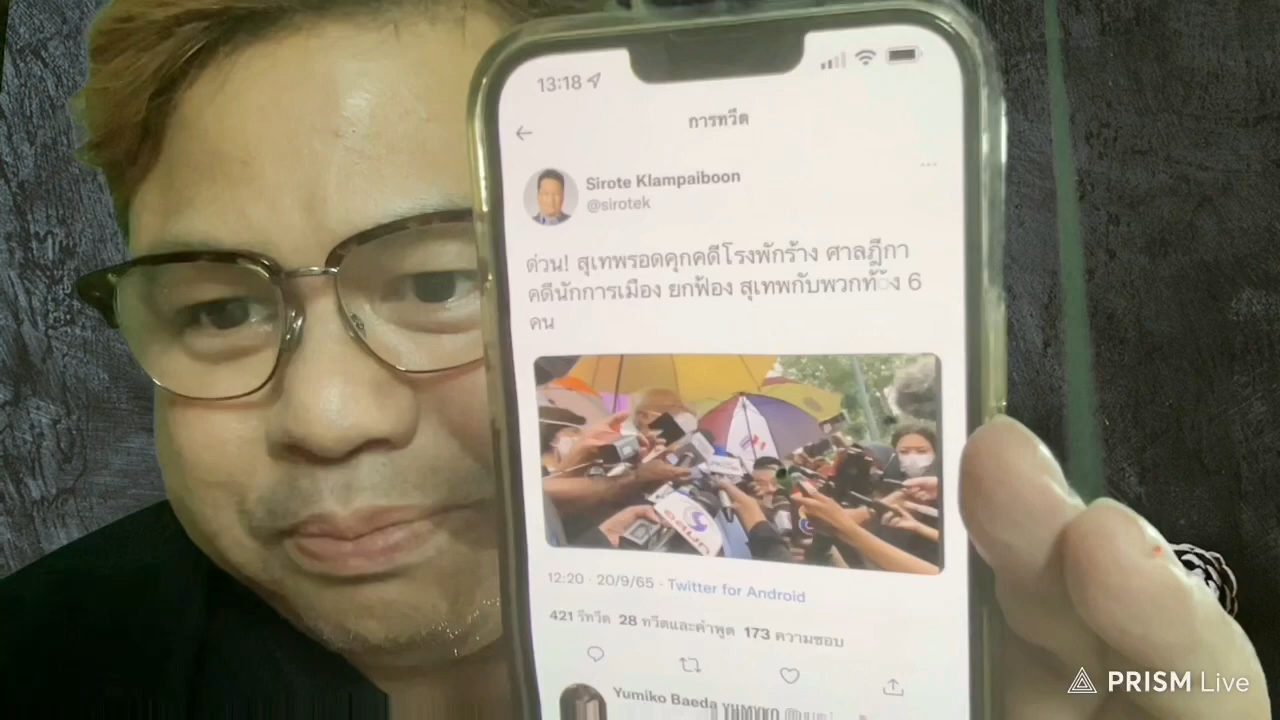 13:18
การทวีต
Sirote Klampaiboon
@sirotek
ด่วน! สุเทพรอดคุกคดีโรงพักร้าง ศาลฎีกา
คดีนักการเมือง ยกฟ้อง สุเทพกับพวกทั้ัง 6
คน
12:20 · 20/9/65 · Twitter for Android
421 รีทวีต 28 ทวีตและคำพูด 173 ความชอบ
Yumiko Baeda
PRISM Live